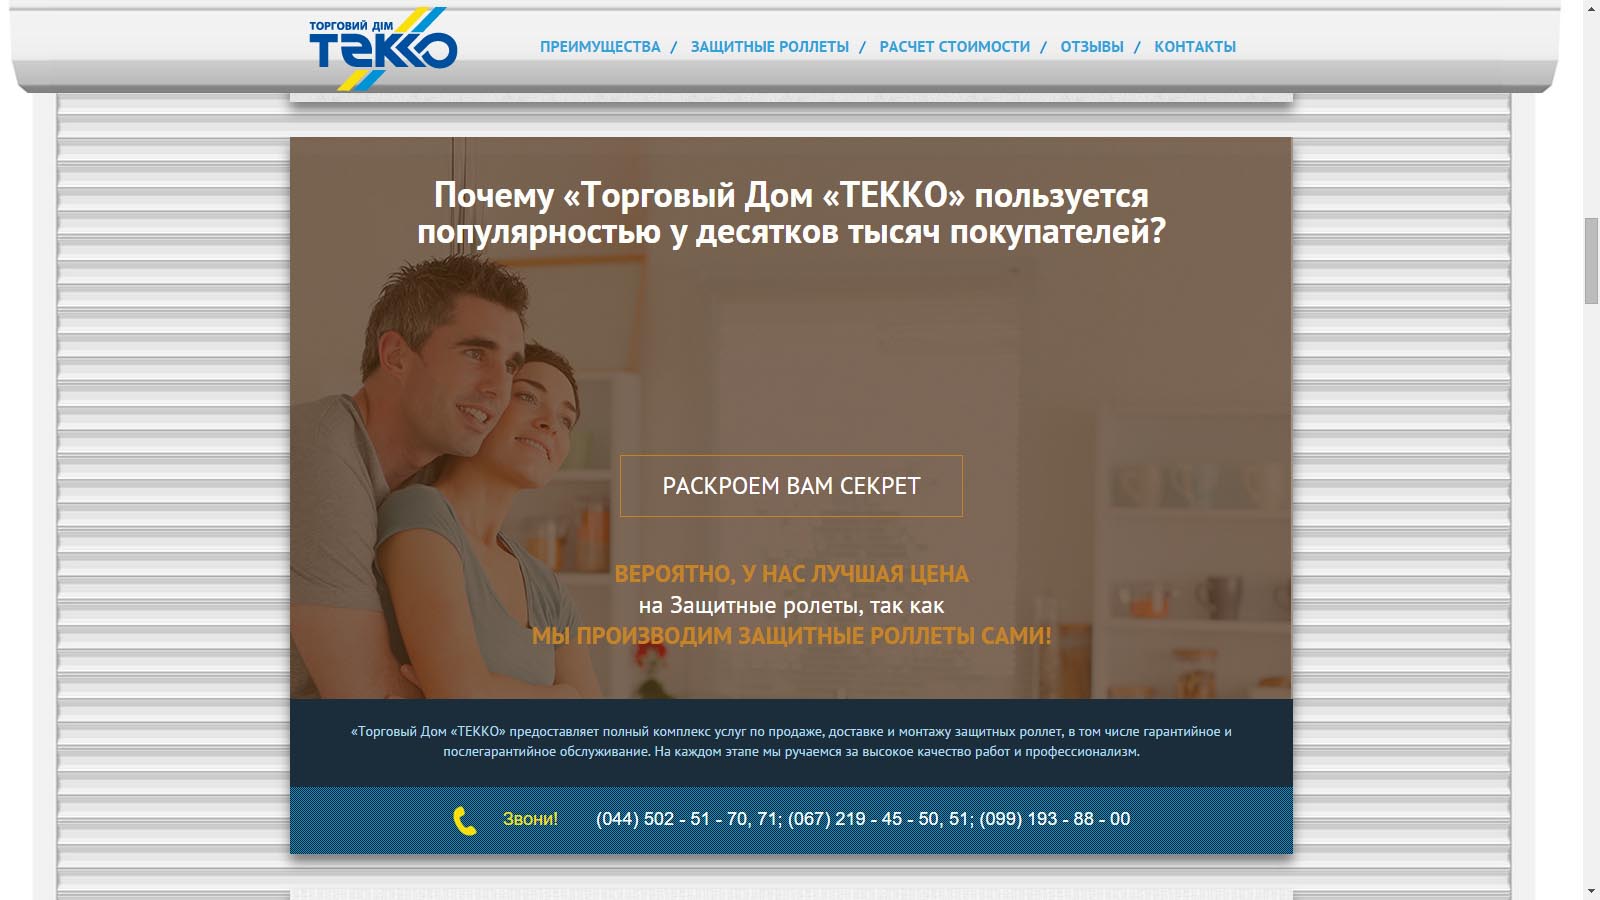 ТОРГОВИЙ ДІМ
ТЕККО
ПРЕИМУЩЕСТВА / ЗАЩИТНЫЕ РОЛЛЕТЫ / РАСЧЕТ СТОИМОСТИ / ОТЗЫВЫ / КОНТАКТЫ
Почему «Торговый Дом «ТЕККО» пользуется
популярностью у десятков тысяч покупателей?
РАСКРОЕМ ВАМ СЕКРЕТ
ВЕРОЯТНО, У НАС ЛУЧШАЯ ЦЕНА
на Защитные ролеты, так как
МЫ ПРОИЗВОДИМ ЗАЩИТНЫЕ РОЛЛЕТЫ САМИ!
«Торговый Дом «ТЕККО» предоставляет полный комплекс услуг по продаже, доставке и монтажу защитных роллет, в том числе гарантийное и
послегарантийное обслуживание. На каждом этапе мы ручаемся за высокое качество работ и профессионализм.
Звони! (044) 502 - 51 - 70, 71; (067) 219 - 45 - 50, 51; (099) 193 - 88 - 00